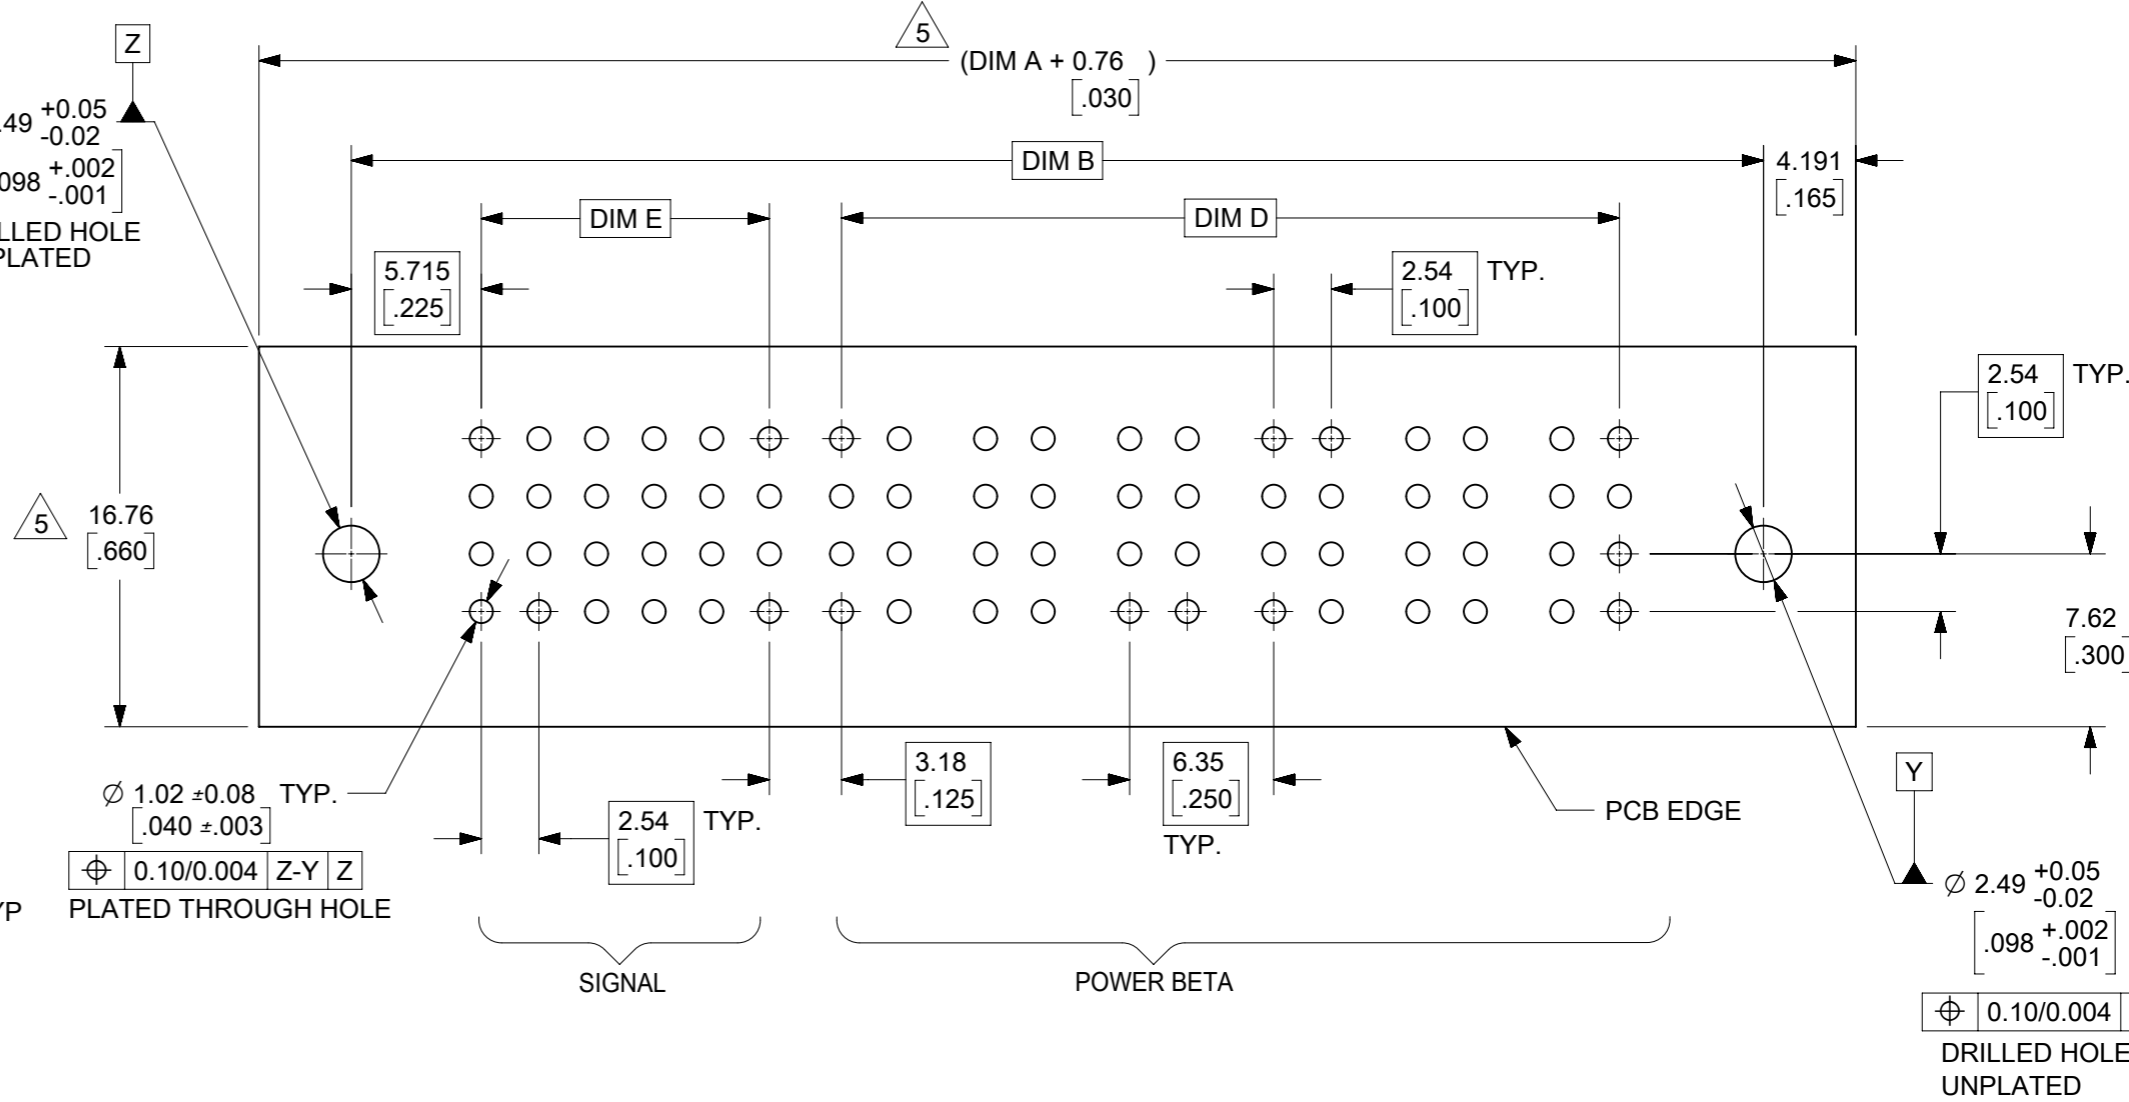 5
Z
(DIM A + 0.76 )
[.030]
.49 +0.05
-0.02
098 +.002
-.001]
LLED HOLE
PLATED
DIM B
4.191
[.165]
DIM E
DIM D
5.715
[.225]
2.54 TYP.
[.100]
2.54 TYP.
[.100]
5
16.76
[.660]
7.62
[.300]
Ø 1.02 ±0.08 TYP.
[.040 ±.003]
⌖ 0.10/0.004 Z-Y Z
YP PLATED THROUGH HOLE
2.54 TYP.
[.100]
3.18
[.125]
6.35
[.250]
TYP.
PCB EDGE
Y
Ø 2.49 +0.05
-0.02
[.098 +.002
-.001]
⌖ 0.10/0.004
DRILLED HOLE
UNPLATED
SIGNAL
POWER BETA